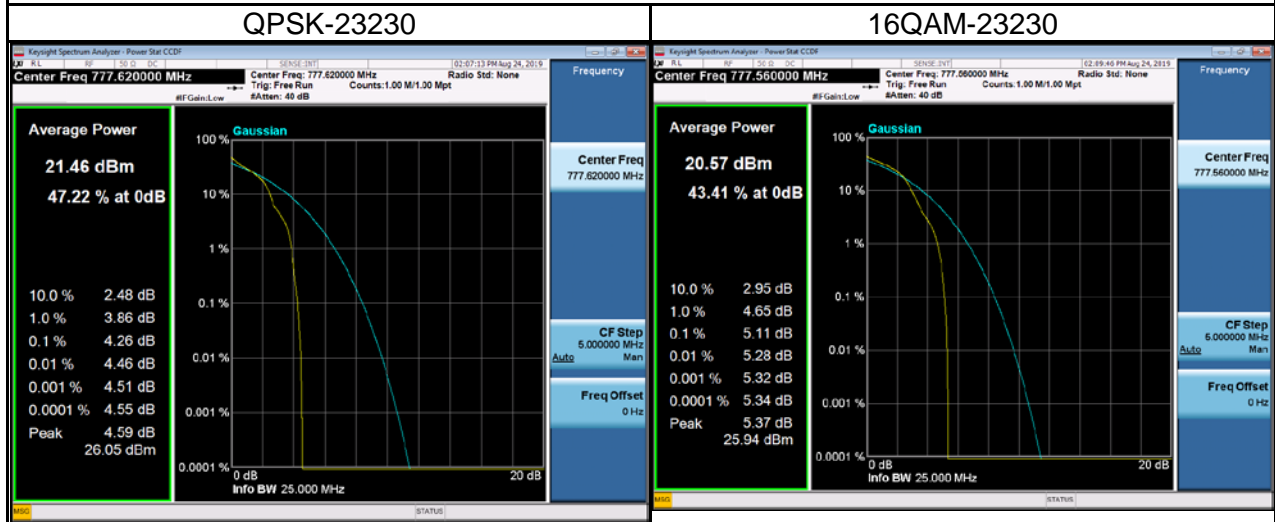 QPSK-23230
Keysight Spectrum Analyzer - Power Stat CCDF
RL RF 50 Ω DC SENSE:INT 02:07:13 PM Aug 24, 2019
Center Freq 777.620000 MHz
Center Freq: 777.620000 MHz Radio Std: None
Trig: Free Run Counts:1.00 M/1.00 Mpt
#IFGain:Low #Atten: 40 dB
Frequency
Average Power
21.46 dBm
47.22 % at 0dB
10.0 % 2.48 dB
1.0 % 3.86 dB
0.1 % 4.26 dB
0.01 % 4.46 dB
0.001 % 4.51 dB
0.0001 % 4.55 dB
Peak 4.59 dB
26.05 dBm
Gaussian
100 %
10 %
1 %
0.1 %
0.01 %
0.001 %
0.0001 %
0 dB 20 dB
Info BW 25.000 MHz
Center Freq
777.620000 MHz
CF Step
5.000000 MHz
Auto Man
Freq Offset
0 Hz
MSG STATUS
16QAM-23230
Keysight Spectrum Analyzer - Power Stat CCDF
RL RF 50 Ω DC SENSE:INT 02:09:46 PM Aug 24, 2019
Center Freq 777.560000 MHz
Center Freq: 777.560000 MHz Radio Std: None
Trig: Free Run Counts:1.00 M/1.00 Mpt
#IFGain:Low #Atten: 40 dB
Frequency
Average Power
20.57 dBm
43.41 % at 0dB
10.0 % 2.95 dB
1.0 % 4.65 dB
0.1 % 5.11 dB
0.01 % 5.28 dB
0.001 % 5.32 dB
0.0001 % 5.34 dB
Peak 5.37 dB
25.94 dBm
Gaussian
100 %
10 %
1 %
0.1 %
0.01 %
0.001 %
0.0001 %
0 dB 20 dB
Info BW 25.000 MHz
Center Freq
777.560000 MHz
CF Step
5.000000 MHz
Auto Man
Freq Offset
0 Hz
MSG STATUS